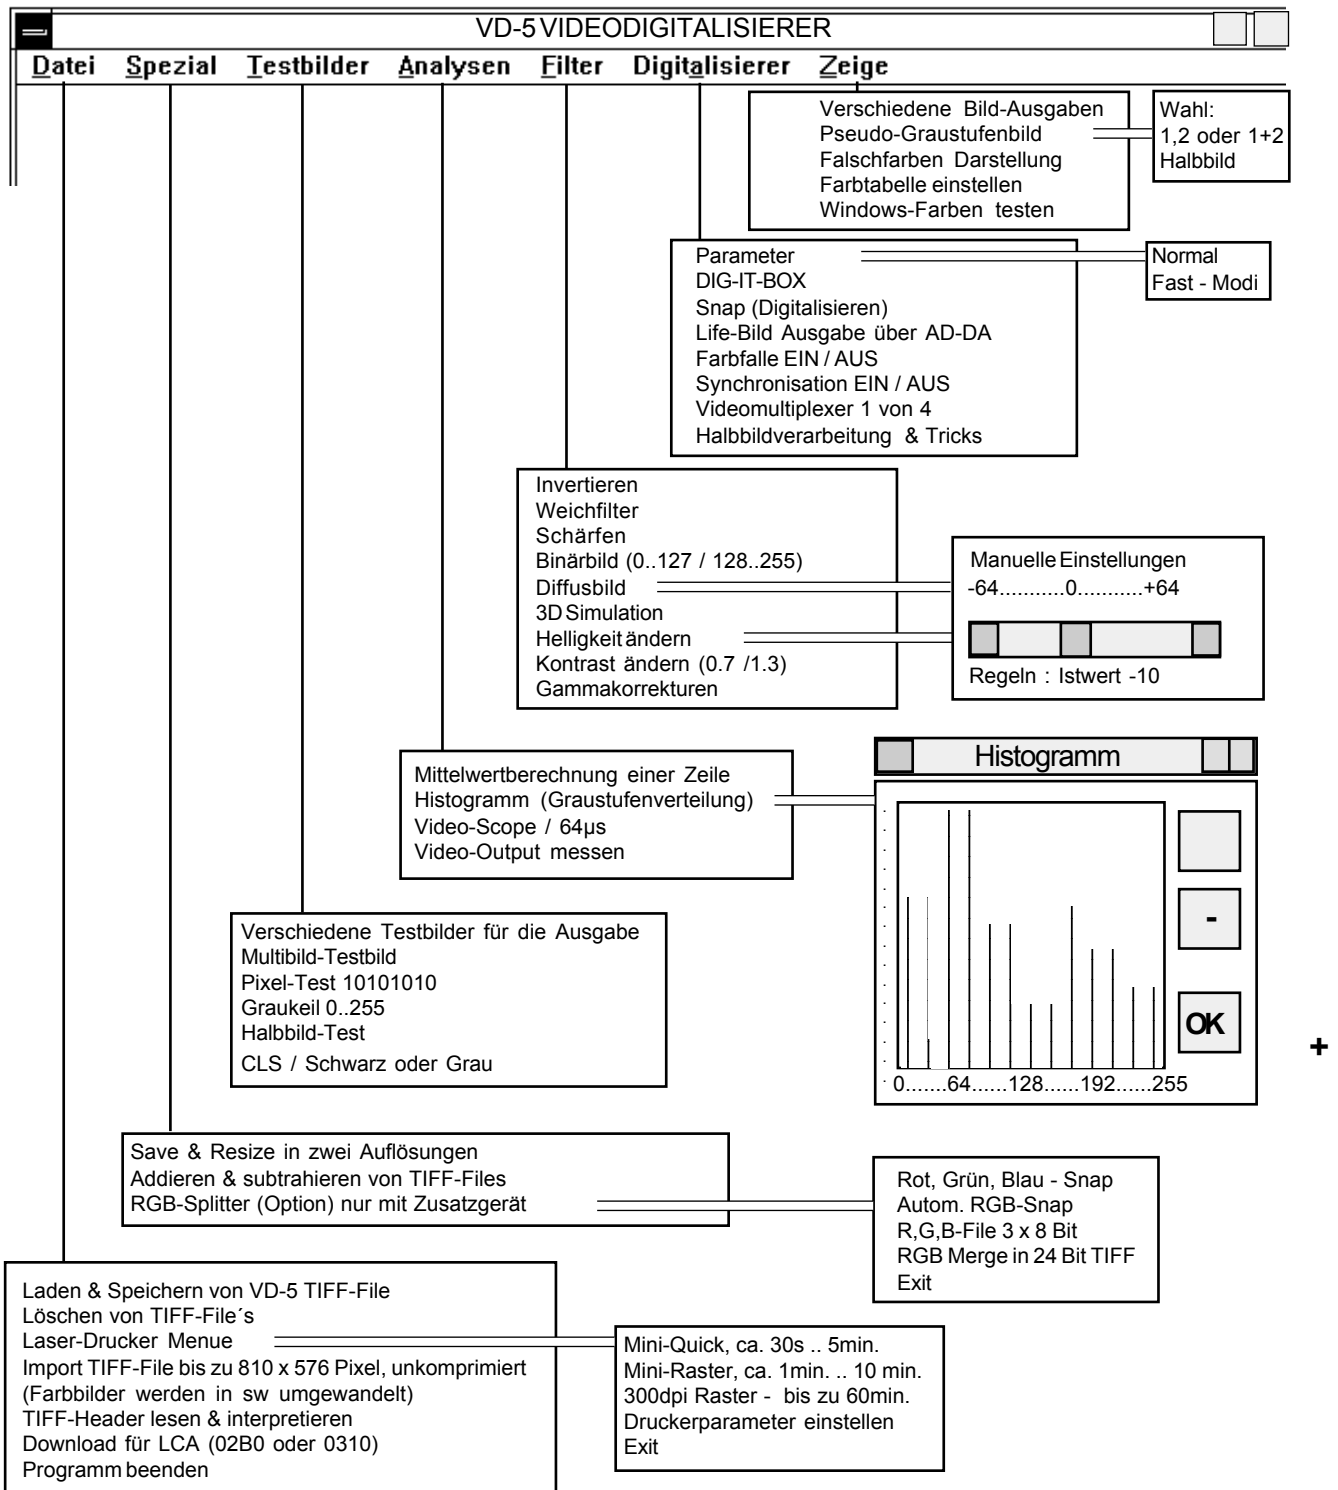 VD-5 VIDEODIGITALISIERER
Datei Spezial Testbilder Analysen Filter Digitalisierer Zeige
Verschiedene Bild-Ausgaben
Pseudo-Graustufenbild
Falschfarben Darstellung
Farbtabelle einstellen
Windows-Farben testen
Wahl:
1,2 oder 1+2
Halbbild
Parameter
DIG-IT-BOX
Snap (Digitalisieren)
Life-Bild Ausgabe über AD-DA
Farbfalle EIN / AUS
Synchronisation EIN / AUS
Videomultiplexer 1 von 4
Halbbildverarbeitung & Tricks
Normal
Fast - Modi
Invertieren
Weichfilter
Schärfen
Binärbild (0..127 / 128..255)
Diffusbild
3D Simulation
Helligkeit ändern
Kontrast ändern (0.7 /1.3)
Gammakorrekturen
Manuelle Einstellungen
-64...........0...........+64
Regeln : Istwert -10
Mittelwertberechnung einer Zeile
Histogramm (Graustufenverteilung)
Video-Scope / 64µs
Video-Output messen
Histogramm
-
OK
+
0.......64......128......192......255
Verschiedene Testbilder für die Ausgabe
Multibild-Testbild
Pixel-Test 10101010
Graukeil 0..255
Halbbild-Test
CLS / Schwarz oder Grau
Save & Resize in zwei Auflösungen
Addieren & subtrahieren von TIFF-Files
RGB-Splitter (Option) nur mit Zusatzgerät
Rot, Grün, Blau - Snap
Autom. RGB-Snap
R,G,B-File 3 x 8 Bit
RGB Merge in 24 Bit TIFF
Exit
Laden & Speichern von VD-5 TIFF-File
Löschen von TIFF-File´s
Laser-Drucker Menue
Import TIFF-File bis zu 810 x 576 Pixel, unkomprimiert
(Farbbilder werden in sw umgewandelt)
TIFF-Header lesen & interpretieren
Download für LCA (02B0 oder 0310)
Programm beenden
Mini-Quick, ca. 30s .. 5min.
Mini-Raster, ca. 1min. .. 10 min.
300dpi Raster - bis zu 60min.
Druckerparameter einstellen
Exit